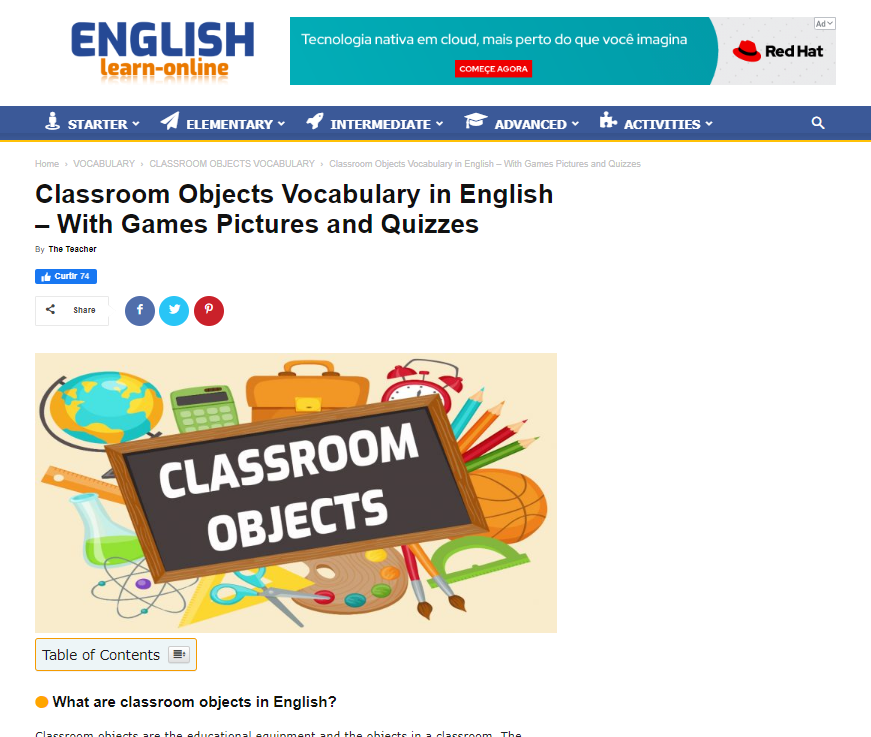 ENGLISH
learn-online
Tecnologia nativa em cloud, mais perto do que você imagina
COMEÇE AGORA
Red Hat
Ad
STARTER
ELEMENTARY
INTERMEDIATE
ADVANCED
ACTIVITIES
Home › VOCABULARY › CLASSROOM OBJECTS VOCABULARY › Classroom Objects Vocabulary in English – With Games Pictures and Quizzes
Classroom Objects Vocabulary in English
– With Games Pictures and Quizzes
By The Teacher
Curtir 74
Share
CLASSROOM
OBJECTS
Table of Contents
What are classroom objects in English?
Classroom objects are the educational equipment and the objects in a classroom. The